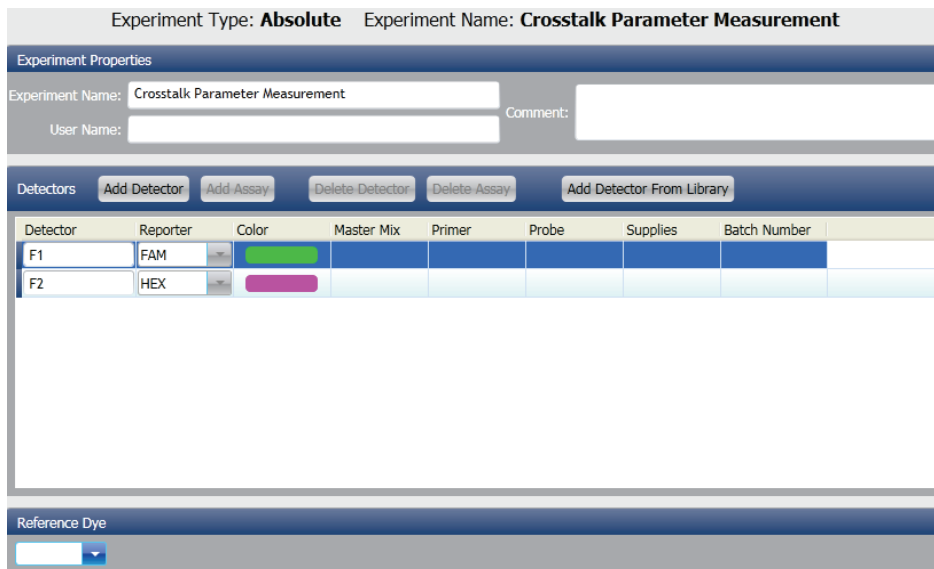 Experiment Type: Absolute Experiment Name: Crosstalk Parameter Measurement
Experiment Properties
Experiment Name: Crosstalk Parameter Measurement
Comment:
User Name:
Detectors Add Detector Add Assay Delete Detector Delete Assay Add Detector From Library
Detector Reporter Color Master Mix Primer Probe Supplies Batch Number
F1 FAM
F2 HEX
Reference Dye